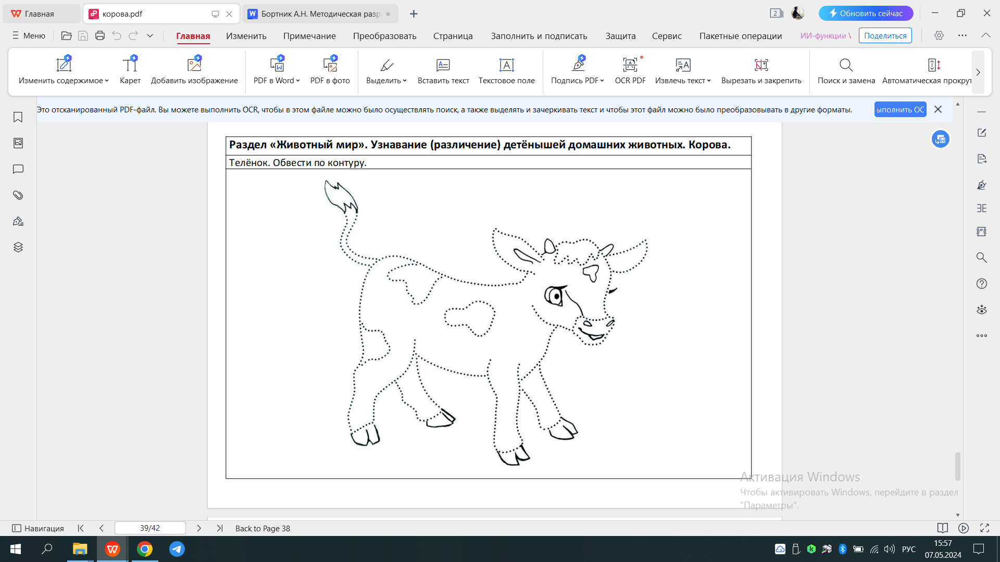 Главная
корова.pdf
Бортник А.Н. Методическая разр
2
Обновить сейчас
Меню
Главная
Изменить
Примечание
Преобразовать
Страница
Заполнить и подписать
Защита
Сервис
Пакетные операции
ИИ-функции
Поделиться
Изменить содержимое
Карет
Добавить изображение
PDF в Word
PDF в фото
Выделить
Вставить текст
Текстовое поле
Подпись PDF
OCR PDF
Извлечь текст
Вырезать и закрепить
Поиск и замена
Автоматическая прокрут
Это отсканированный PDF-файл. Вы можете выполнить OCR, чтобы в этом файле можно было осуществлять поиск, а также выделять и зачеркивать текст и чтобы этот файл можно было преобразовывать в другие форматы.
ыполнить ОС
Раздел «Животный мир». Узнавание (различение) детёнышей домашних животных. Корова.
Телёнок. Обвести по контуру.
Активация Windows
Чтобы активировать Windows, перейдите в раздел
"Параметры".
Навигация
39/42
Back to Page 38
РУС
15:57
07.05.2024